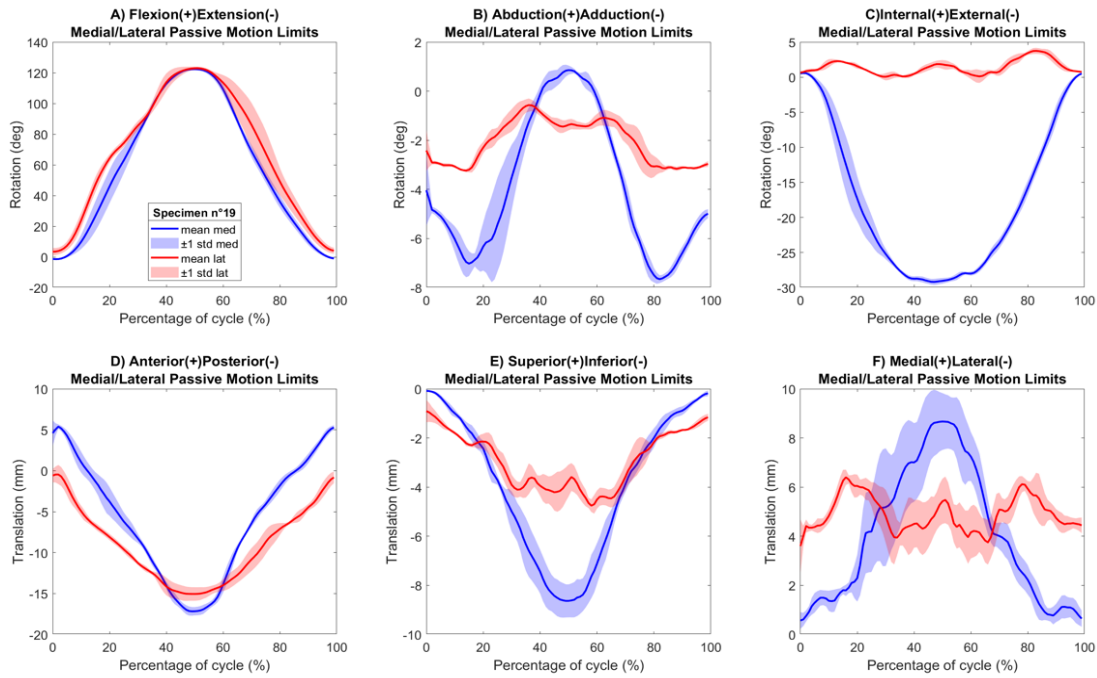 A) Flexion(+)Extension(-)
Medial/Lateral Passive Motion Limits
140
120
100
80
60
40
20
0
-20
Rotation (deg)
Specimen n°19
mean med
±1 std med
mean lat
±1 std lat
0 20 40 60 80 100
Percentage of cycle (%)
B) Abduction(+)Adduction(-)
Medial/Lateral Passive Motion Limits
2
0
-2
-4
-6
-8
Rotation (deg)
0 20 40 60 80 100
Percentage of cycle (%)
C)Internal(+)External(-)
Medial/Lateral Passive Motion Limits
5
0
-5
-10
-15
-20
-25
-30
Rotation (deg)
0 20 40 60 80 100
Percentage of cycle (%)
D) Anterior(+)Posterior(-)
Medial/Lateral Passive Motion Limits
10
5
0
-5
-10
-15
-20
Translation (mm)
0 20 40 60 80 100
Percentage of cycle (%)
E) Superior(+)Inferior(-)
Medial/Lateral Passive Motion Limits
0
-2
-4
-6
-8
-10
Translation (mm)
0 20 40 60 80 100
Percentage of cycle (%)
F) Medial(+)Lateral(-)
Medial/Lateral Passive Motion Limits
10
8
6
4
2
0
Translation (mm)
0 20 40 60 80 100
Percentage of cycle (%)